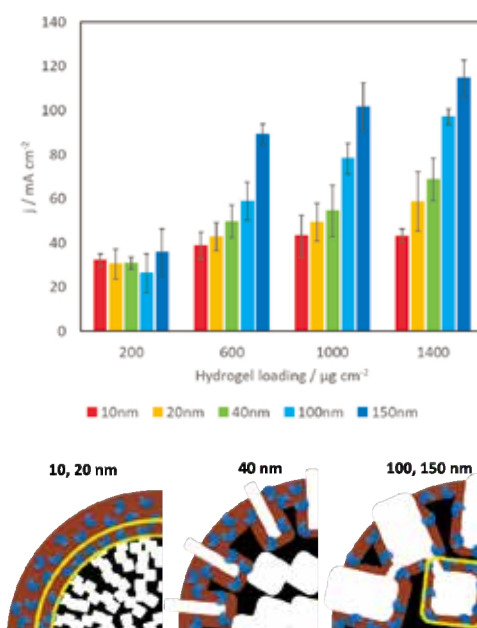 140
120
100
80
60
40
20
0
j / mA cm⁻²
200 600 1000 1400
Hydrogel loading / µg cm⁻²
10nm 20nm 40nm 100nm 150nm
10, 20 nm 40 nm 100, 150 nm